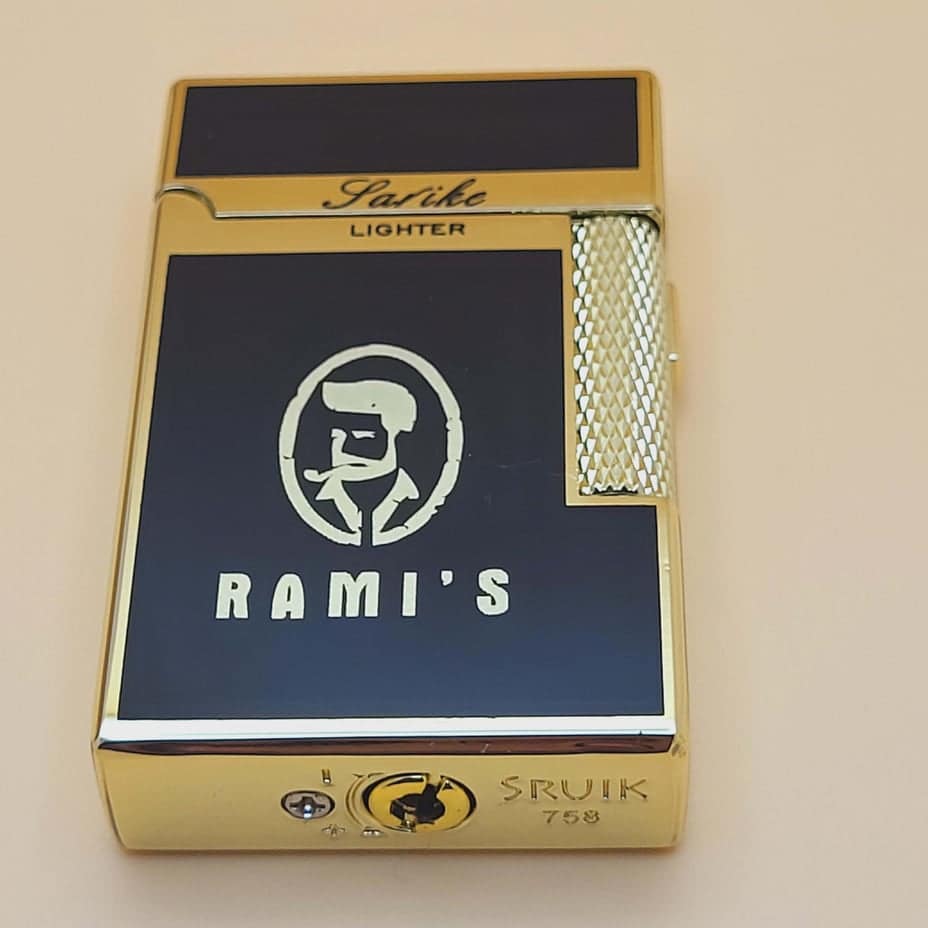 Sarike
LIGHTER
RAMI'S
SRUIK
758